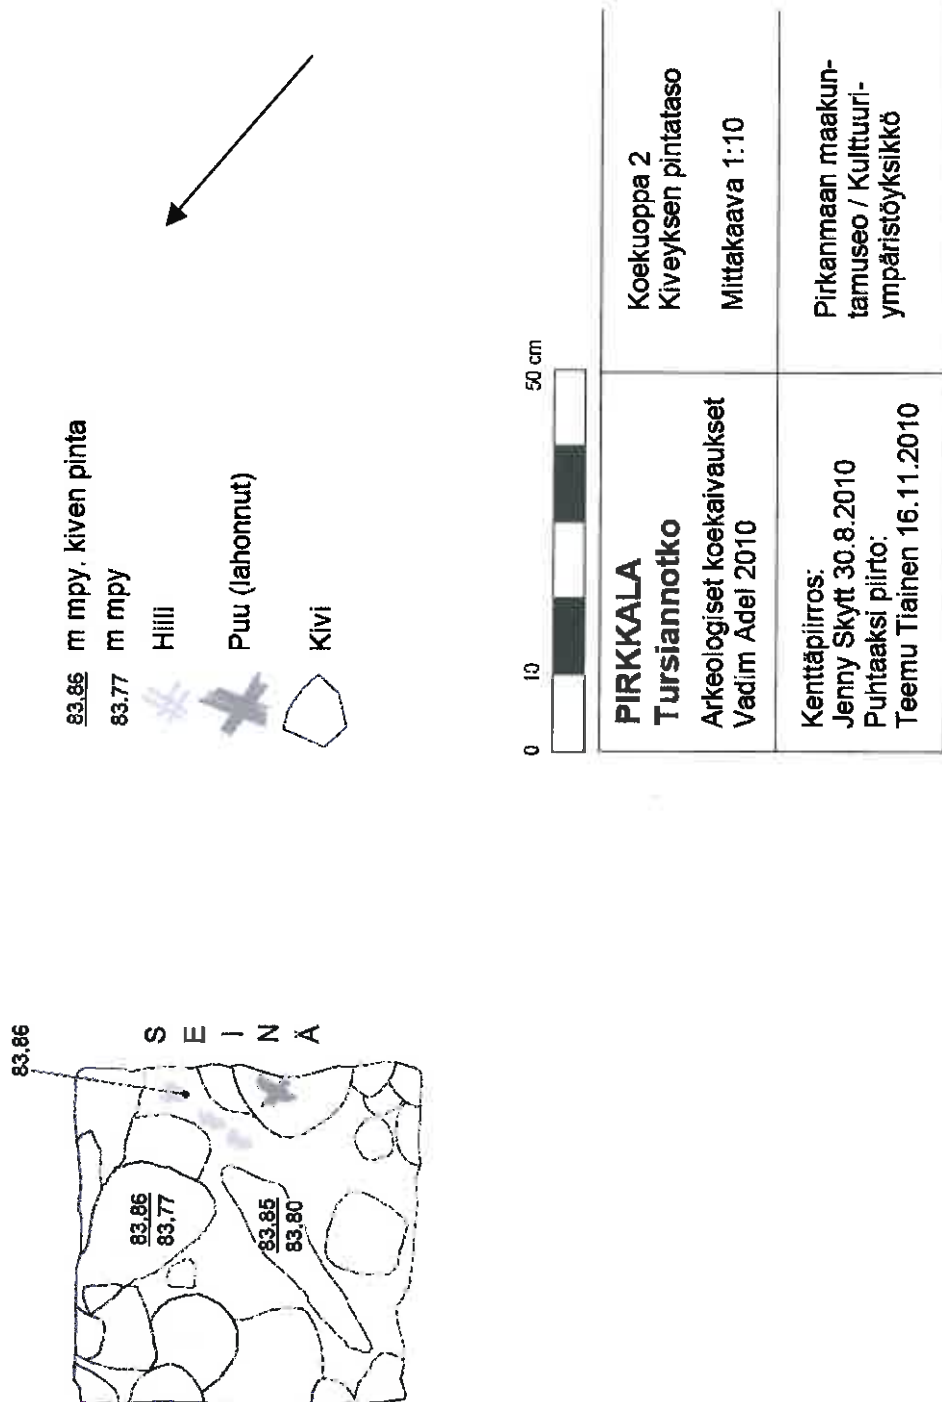 83.86
SEINÄ
83.86
83.77
83.85
83.80
83.86 m mpy. kiven pinta
83.77 m mpy
Hiili
Puu (lahonnut)
Kivi
0 10 50 cm
PIRKKALA
Tursiannotko
Arkeologiset koekaivaukset
Vadim Adel 2010
Koekuoppa 2
Kiveyksen pintataso
Mittakaava 1:10
Kenttäpiirros:
Jenny Skytt 30.8.2010
Puhtaaksi piirto:
Teemu Tiainen 16.11.2010
Pirkanmaan maakun-
tamuseo / Kulttuuri-
ympäristöyksikkö